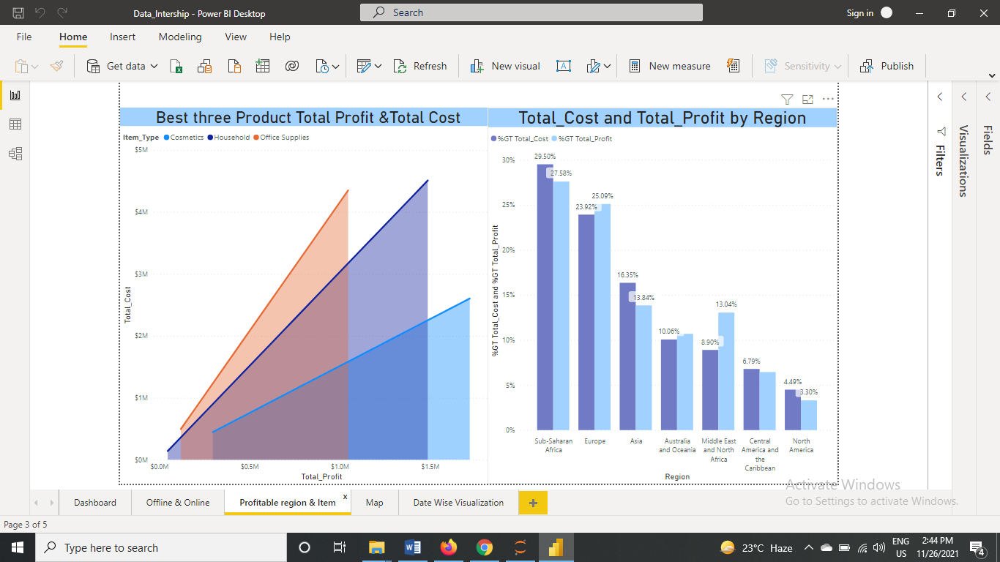 Data_Intership - Power BI Desktop
Search
Sign in
File Home Insert Modeling View Help
Get data
Refresh
New visual
New measure
Sensitivity
Publish
Best three Product Total Profit &Total Cost
Item_Type Cosmetics Household Office Supplies
$5M
$4M
$3M
$2M
$1M
$0M
Total_Cost
$0.0M $0.5M $1.0M $1.5M
Total_Profit
Total_Cost and Total_Profit by Region
%GT Total_Cost %GT Total_Profit
30%
25%
20%
15%
10%
5%
0%
%GT Total_Cost and %GT Total_Profit
29.50%
27.58%
23.92%
25.09%
16.35%
13.84%
10.06%
8.90%
13.04%
6.79%
4.49%
3.30%
Sub-Saharan
Africa
Europe
Asia
Australia
and Oceania
Middle East
and North
Africa
Central
America and
the
Caribbean
North
America
Region
Filters
Visualizations
Fields
Activate Windows
Go to Settings to activate Windows.
Dashboard
Offline & Online
Profitable region & Item
x
Map
Date Wise Visualization
Page 3 of 5
Type here to search
23°C Haze
ENG
US
2:44 PM
11/26/2021
4